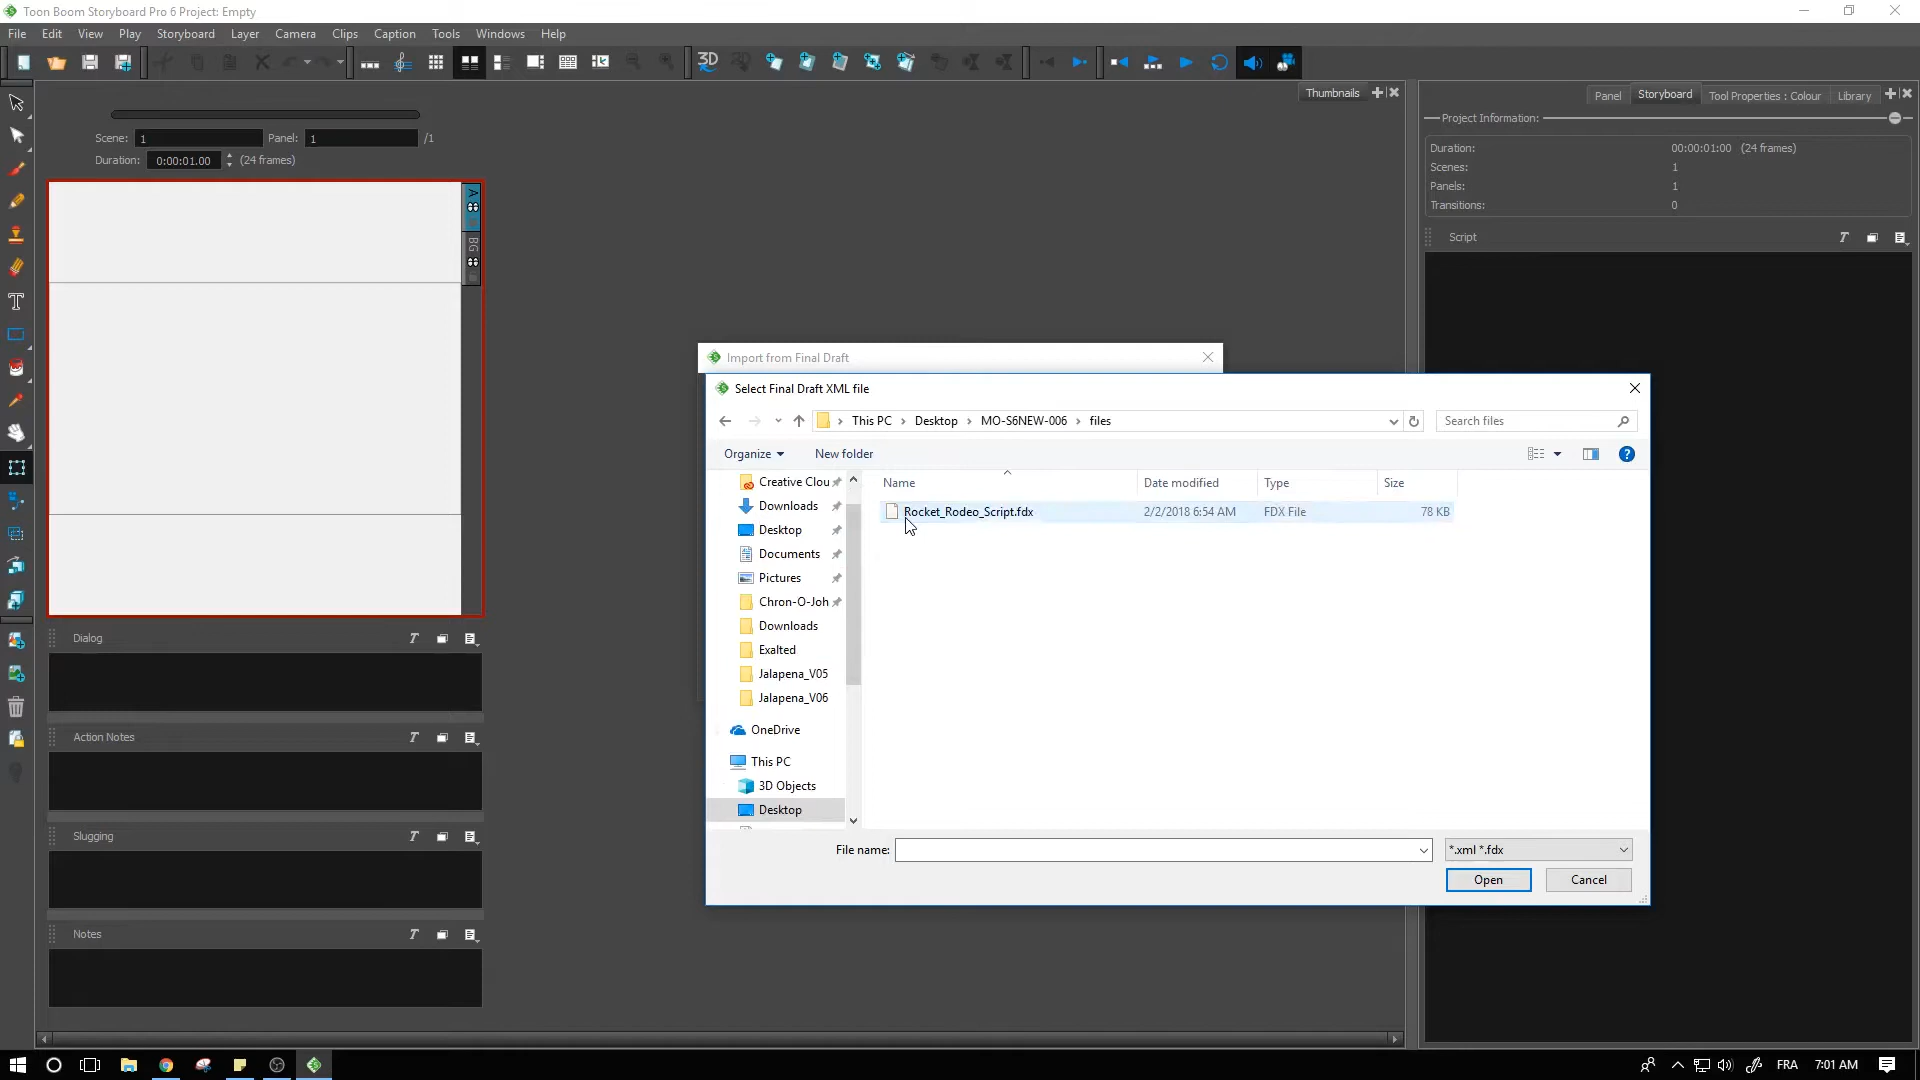 Toon Boom Storyboard Pro 6 Project: Empty
File Edit View Play Storyboard Layer Camera Clips Caption Tools Windows Help
3D
Thumbnails
Panel Storyboard Tool Properties : Colour Library
Project Information:
Duration: 00:00:01:00 (24 frames)
Scenes: 1
Panels: 1
Transitions: 0
Script
Scene: 1 Panel: 1 /1
Duration: 0:00:01.00 (24 frames)
A
BG
Dialog
Action Notes
Slugging
Notes
Import from Final Draft
Select Final Draft XML file
This PC Desktop MO-S6NEW-006 files
Search files
Organize New folder
Name Date modified Type Size
Rocket_Rodeo_Script.fdx 2/2/2018 6:54 AM FDX File 78 KB
Creative Clou
Downloads
Desktop
Documents
Pictures
Chron-O-Joh
Downloads
Exalted
Jalapena_V05
Jalapena_V06
OneDrive
This PC
3D Objects
Desktop
File name: *.xml *.fdx
Open Cancel
FRA 7:01 AM